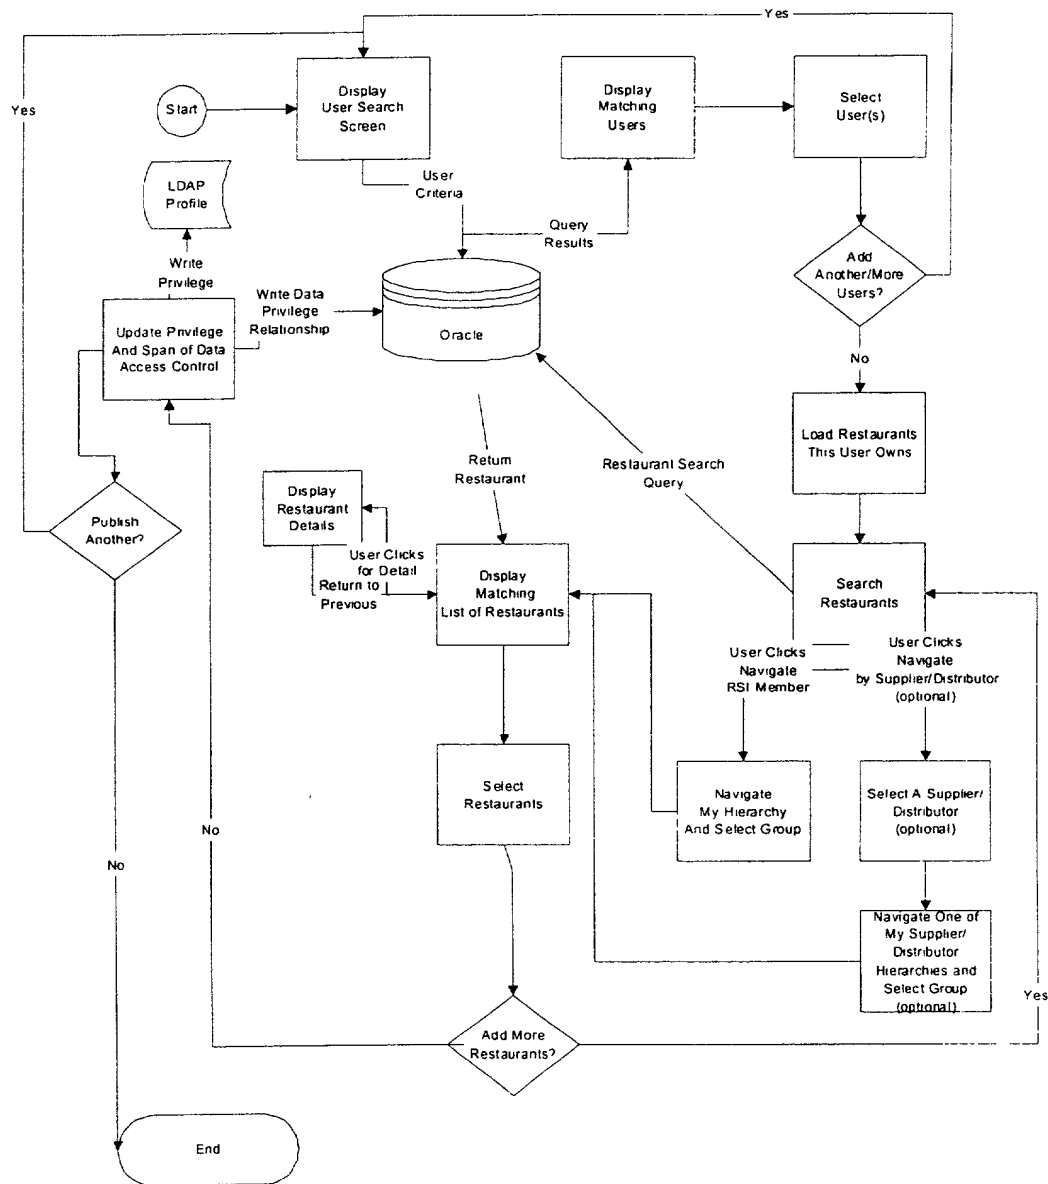 Yes
Yes
Start
Display
User Search
Screen
Display
Matching
Users
Select
User(s)
LDAP
Profile
User
Criteria
Query
Results
Write
Privilege
Add
Another/More
Users?
Write Data
Privilege
Relationship
Update Privilege
And Span of Data
Access Control
Oracle
No
Load Restaurants
This User Owns
Return
Restaurant
Restaurant Search
Query
Display
Restaurant
Details
Publish
Another?
User Clicks
for Detail
Return to
Previous
Display
Matching
List of Restaurants
Search
Restaurants
User Clicks
Navigate
RSI Member
User Clicks
Navigate
by Supplier/Distributor
(optional)
Select
Restaurants
Navigate
My Hierarchy
And Select Group
Select A Supplier/
Distributor
(optional)
No
No
Navigate One of
My Supplier/
Distributor
Hierarchies and
Select Group
(optional)
Yes
Add More
Restaurants?
End